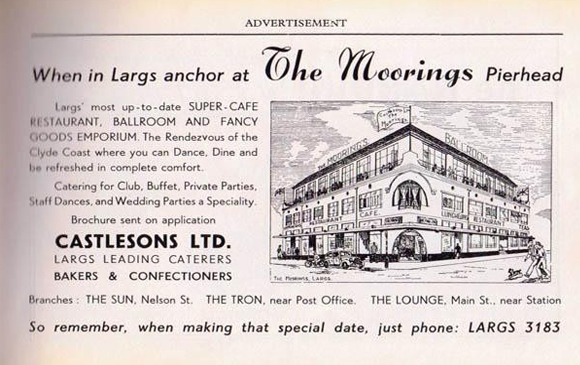 ADVERTISEMENT
When in Largs anchor at The Moorings Pierhead
Largs' most up-to-date SUPER-CAFE
RESTAURANT, BALLROOM AND FANCY
GOODS EMPORIUM. The Rendezvous of the
Clyde Coast where you can Dance, Dine and
be refreshed in complete comfort.
Catering for Club, Buffet, Private Parties,
Staff Dances, and Wedding Parties a Speciality.
Brochure sent on application
CASTLESONS LTD.
LARGS LEADING CATERERS
BAKERS & CONFECTIONERS
THE MOORINGS
BALLROOM
CAFE
LUNCHEON RESTAURANT
TEAS
THE MOORINGS, LARGS.
Branches : THE SUN, Nelson St. THE TRON, near Post Office. THE LOUNGE, Main St., near Station
So remember, when making that special date, just phone: LARGS 3183